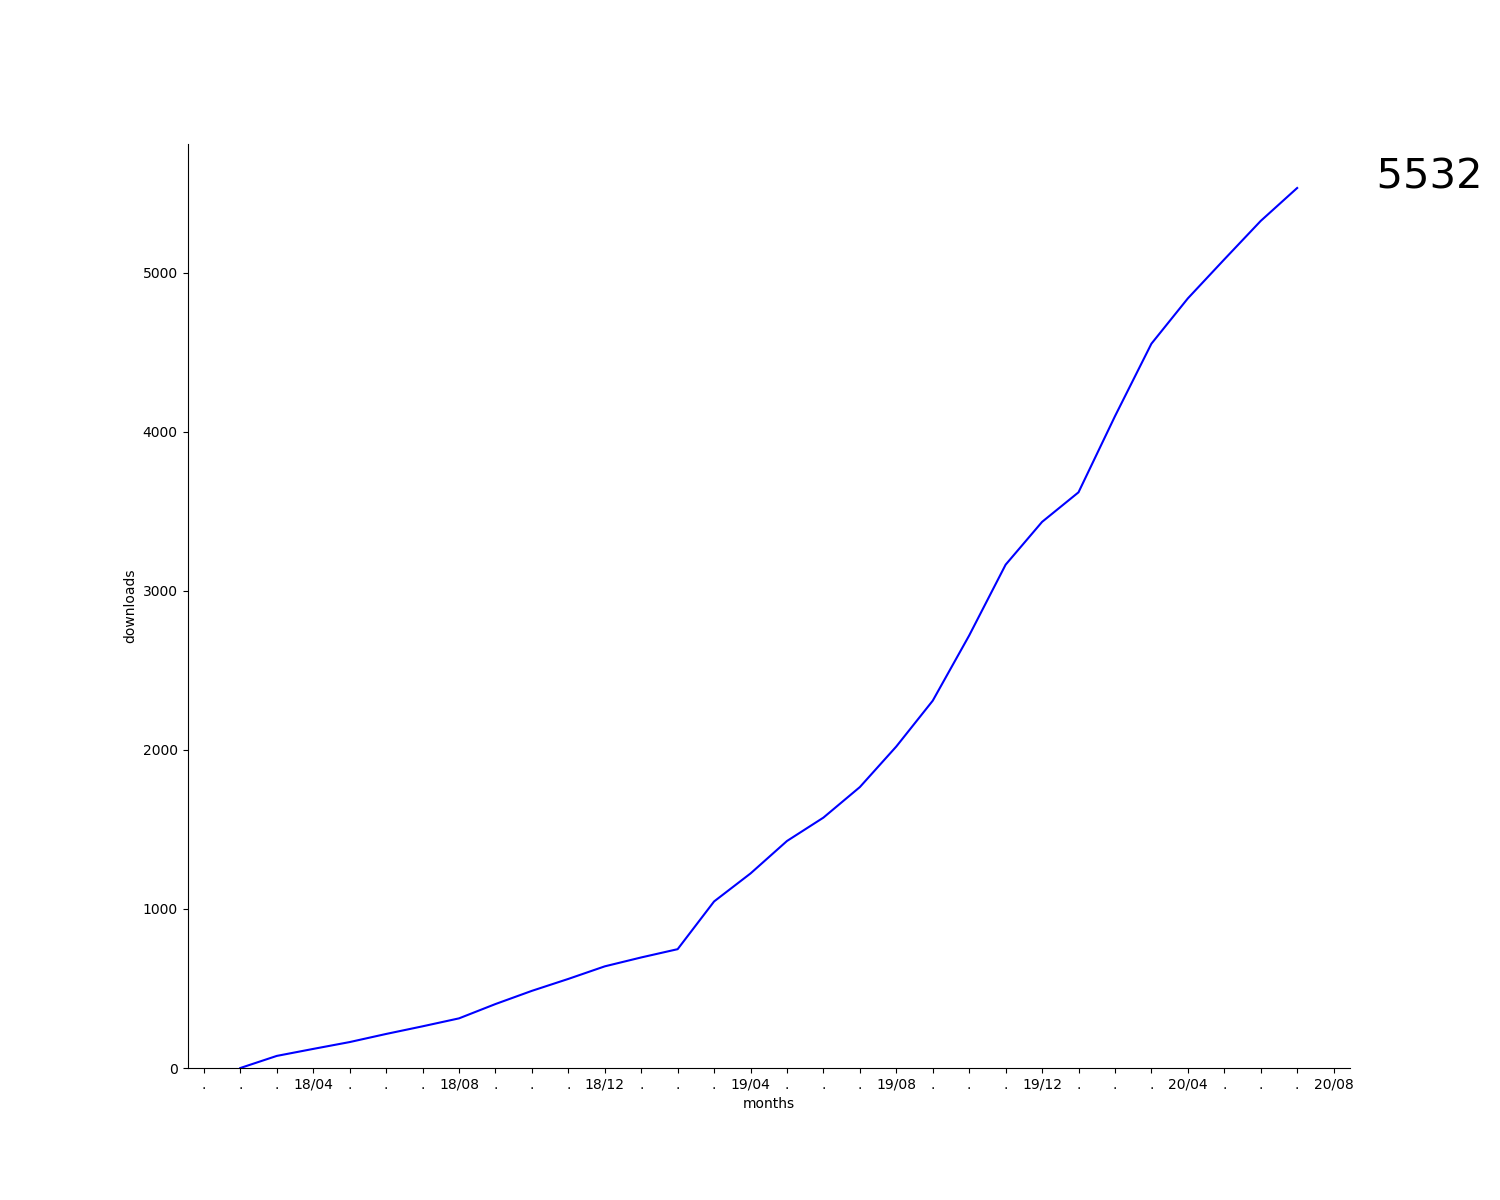 5532
5000
4000
3000
2000
1000
0
downloads
. . . 18/04 . . . 18/08 . . . 18/12 . . . 19/04 . . . 19/08 . . . 19/12 . . . 20/04 . . . 20/08
months